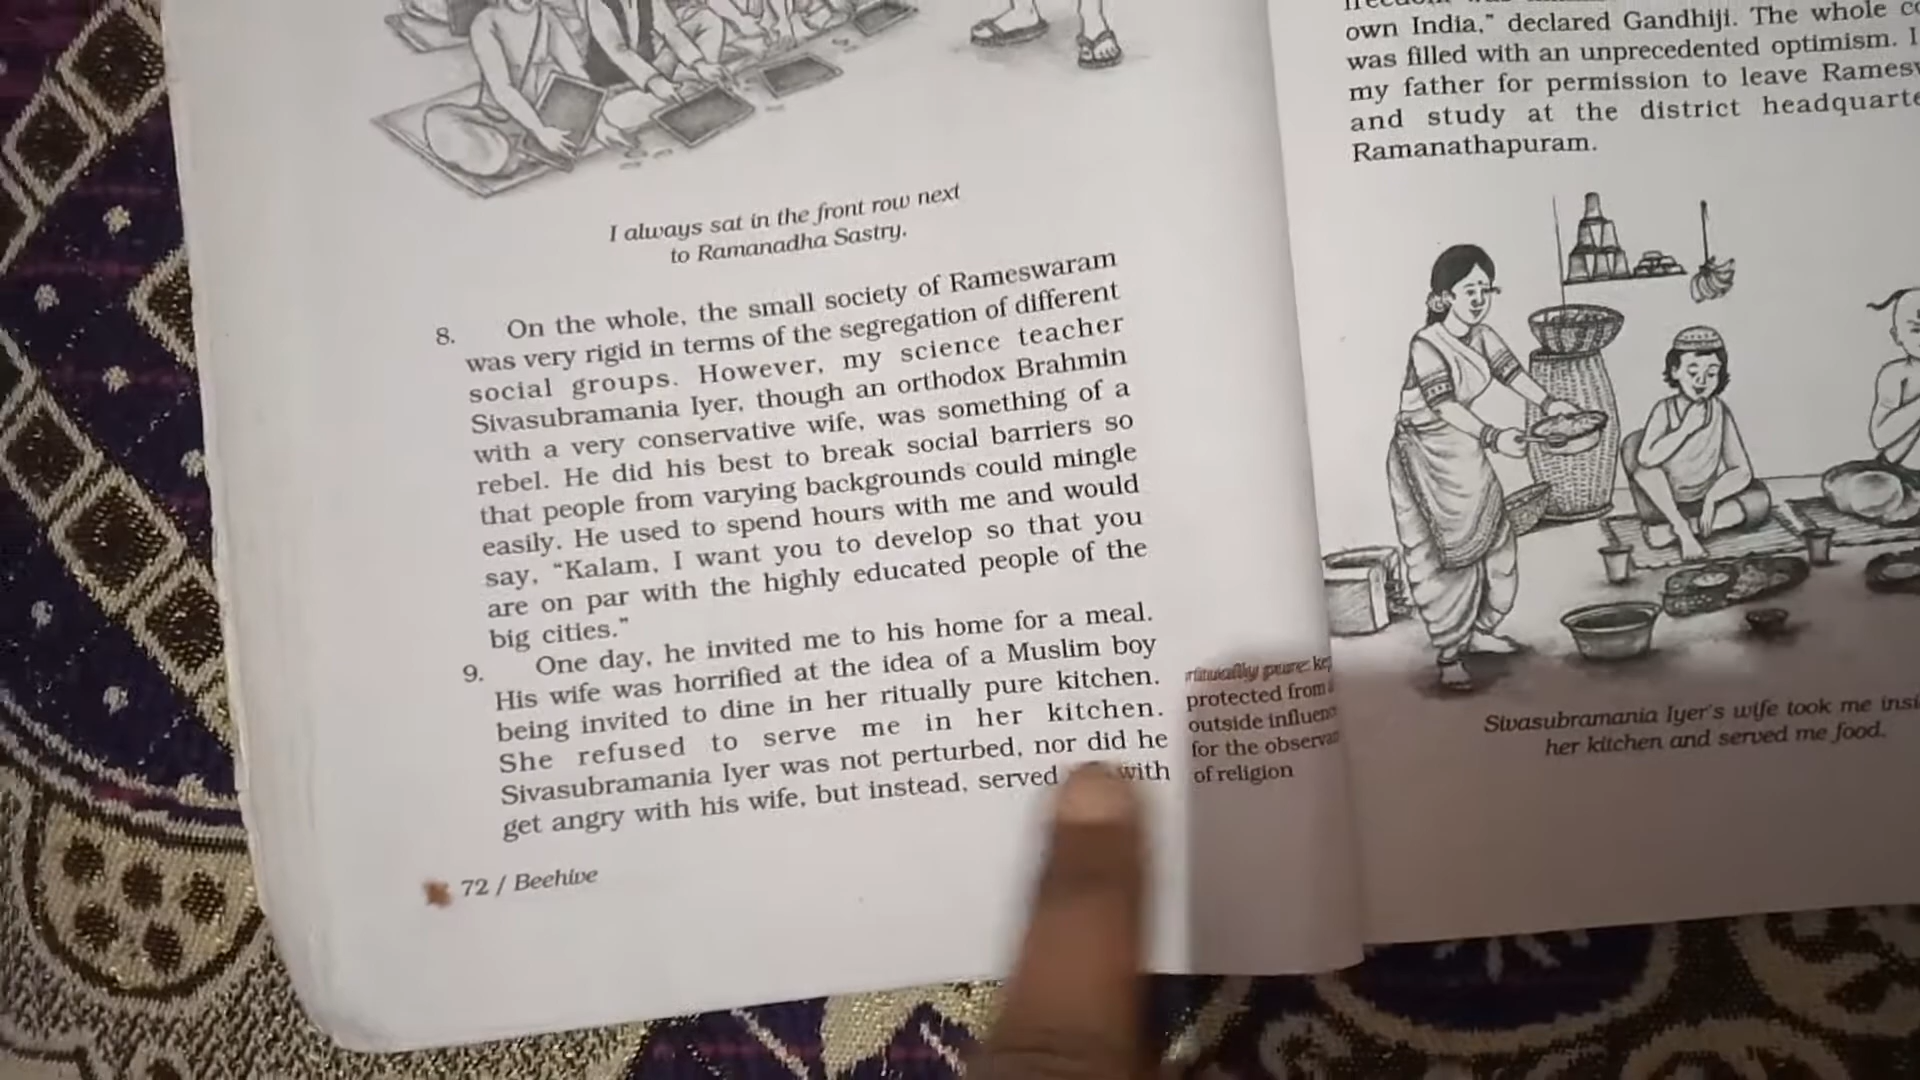 I always sat in the front row next
to Ramanadha Sastry.
8. On the whole, the small society of Rameswaram
was very rigid in terms of the segregation of different
social groups. However, my science teacher
Sivasubramania Iyer, though an orthodox Brahmin
with a very conservative wife, was something of a
rebel. He did his best to break social barriers so
that people from varying backgrounds could mingle
easily. He used to spend hours with me and would
say, “Kalam, I want you to develop so that you
are on par with the highly educated people of the
big cities.”
9. One day, he invited me to his home for a meal.
His wife was horrified at the idea of a Muslim boy
being invited to dine in her ritually pure kitchen.
She refused to serve me in her kitchen.
Sivasubramania Iyer was not perturbed, nor did he
get angry with his wife, but instead, served with
72 / Beehive
ritually pure:
protected from
outside
for the
of religion
own India,” declared Gandhiji. The whole
was filled with an unprecedented optimism. I
my father for permission to leave
and study at the district
Ramanathapuram.
Sivasubramania Iyer's wife took me
her kitchen and served me food.